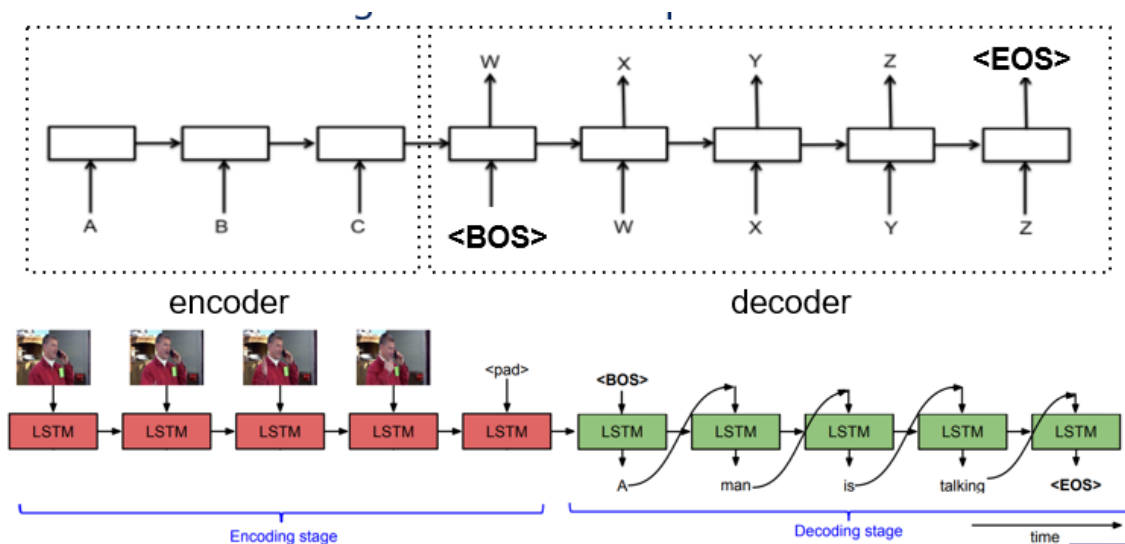 W X Y Z <EOS>
A B C <BOS> W X Y Z
encoder decoder
<pad> <BOS>
LSTM LSTM LSTM LSTM LSTM LSTM LSTM LSTM LSTM LSTM
A man is talking <EOS>
Encoding stage Decoding stage time